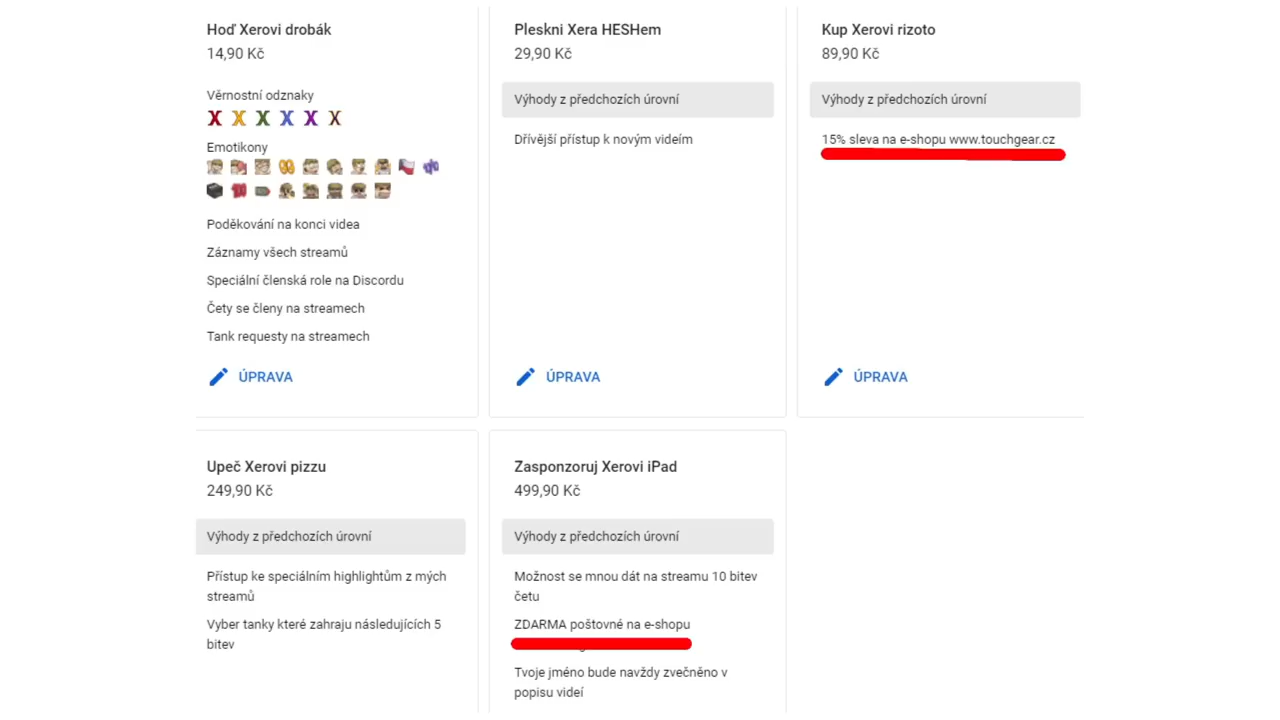 Hoď Xerovi drobák
14,90 Kč
Věrnostní odznaky
X X X X X X
Emotikony
Poděkování na konci videa
Záznamy všech streamů
Speciální členská role na Discordu
Čety se členy na streamech
Tank requesty na streamech
ÚPRAVA
Pleskni Xera HESHem
29,90 Kč
Výhody z předchozích úrovní
Dřívější přístup k novým videím
ÚPRAVA
Kup Xerovi rizoto
89,90 Kč
Výhody z předchozích úrovní
15% sleva na e-shopu www.touchgear.cz
ÚPRAVA
Upeč Xerovi pizzu
249,90 Kč
Výhody z předchozích úrovní
Přístup ke speciálním highlightům z mých
streamů
Vyber tanky které zahraju následujících 5
bitev
Zasponzoruj Xerovi iPad
499,90 Kč
Výhody z předchozích úrovní
Možnost se mnou dát na streamu 10 bitev
četu
ZDARMA poštovné na e-shopu
Tvoje jméno bude navždy zvečněno v
popisu videí